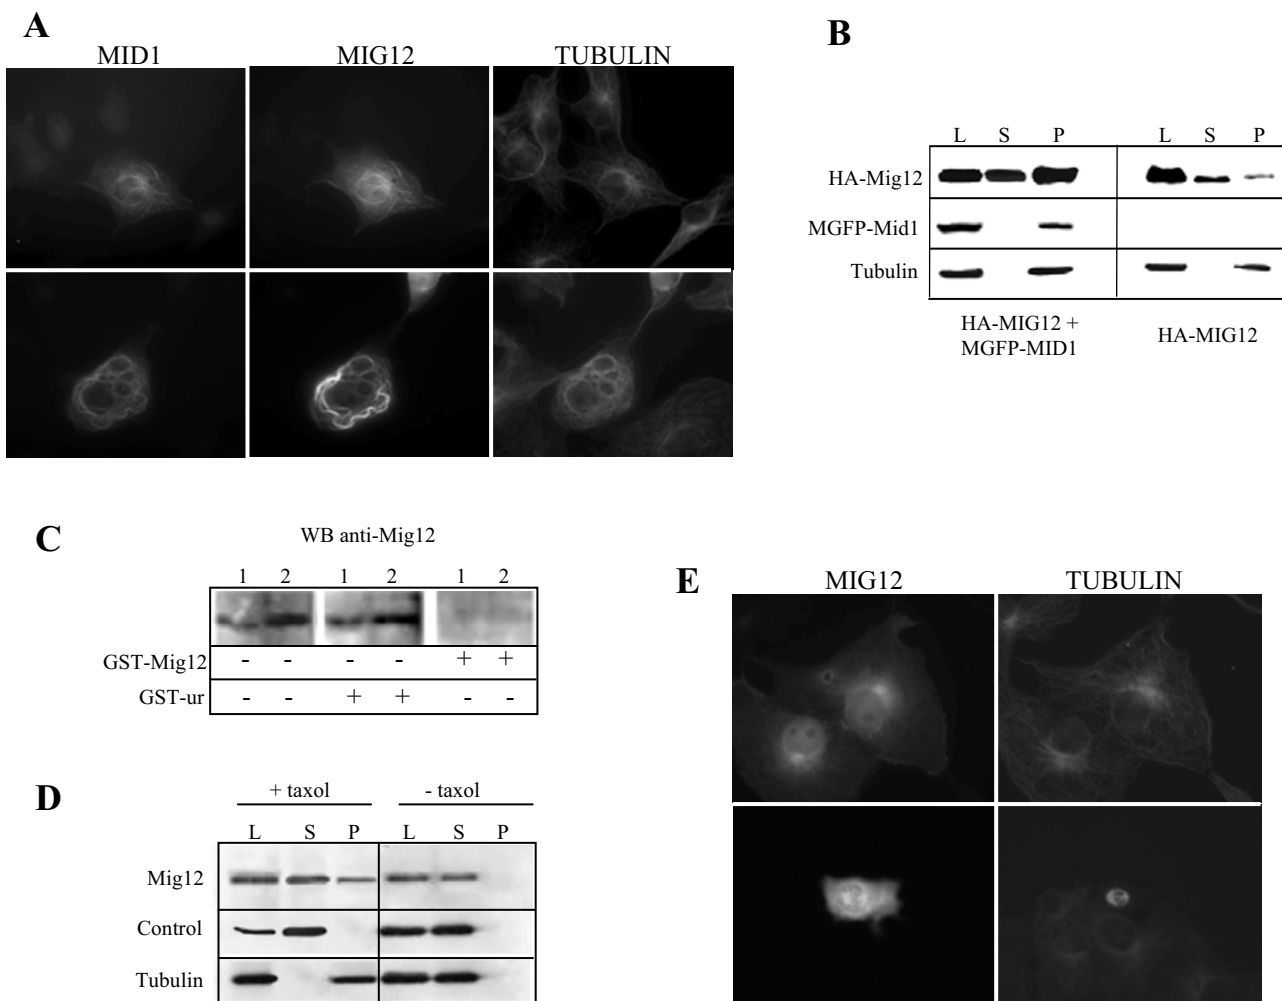 A
MID1 MIG12 TUBULIN
B
L S P L S P
HA-Mig12
MGFP-Mid1
Tubulin
HA-MIG12 +
MGFP-MID1
HA-MIG12
C
WB anti-Mig12
1 2 1 2 1 2
GST-Mig12 - - - - + +
GST-ur - - + + - -
D
+ taxol - taxol
L S P L S P
Mig12
Control
Tubulin
E
MIG12 TUBULIN